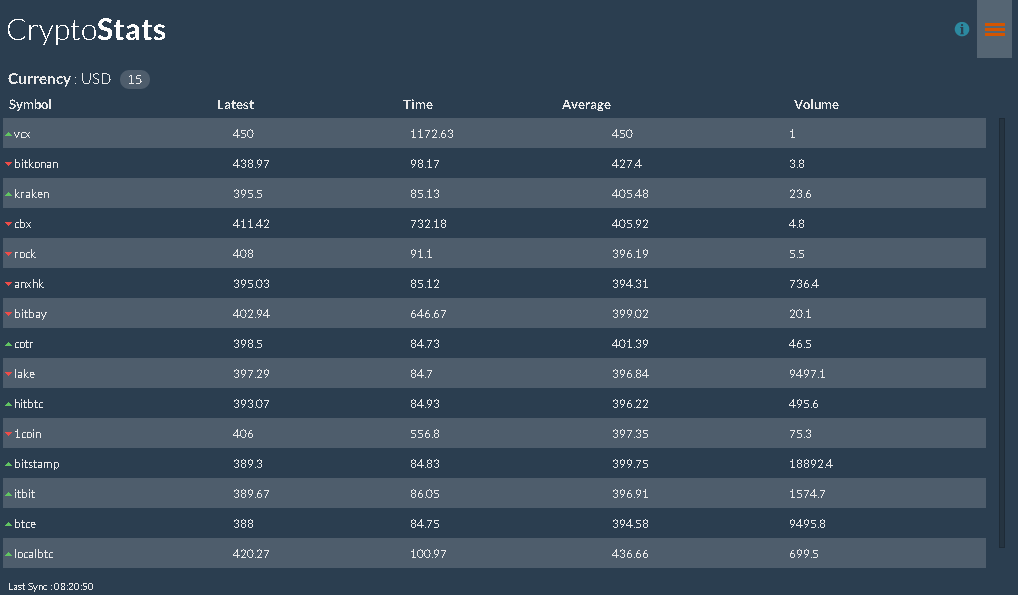 CryptoStats
Currency : USD 15
Symbol Latest Time Average Volume
vcx 450 1172.63 450 1
bitkonan 438.97 98.17 427.4 3.8
kraken 395.5 85.13 405.48 23.6
cbx 411.42 732.18 405.92 4.8
rock 408 91.1 396.19 5.5
anxhk 395.03 85.12 394.31 736.4
bitbay 402.94 646.67 399.02 20.1
cotr 398.5 84.73 401.39 46.5
lake 397.29 84.7 396.84 9497.1
hitbtc 393.07 84.93 396.22 495.6
1coin 406 556.8 397.35 75.3
bitstamp 389.3 84.83 399.75 18892.4
itbit 389.67 86.05 396.91 1574.7
btce 388 84.75 394.58 9495.8
localbtc 420.27 100.97 436.66 699.5
Last Sync : 08:20:50